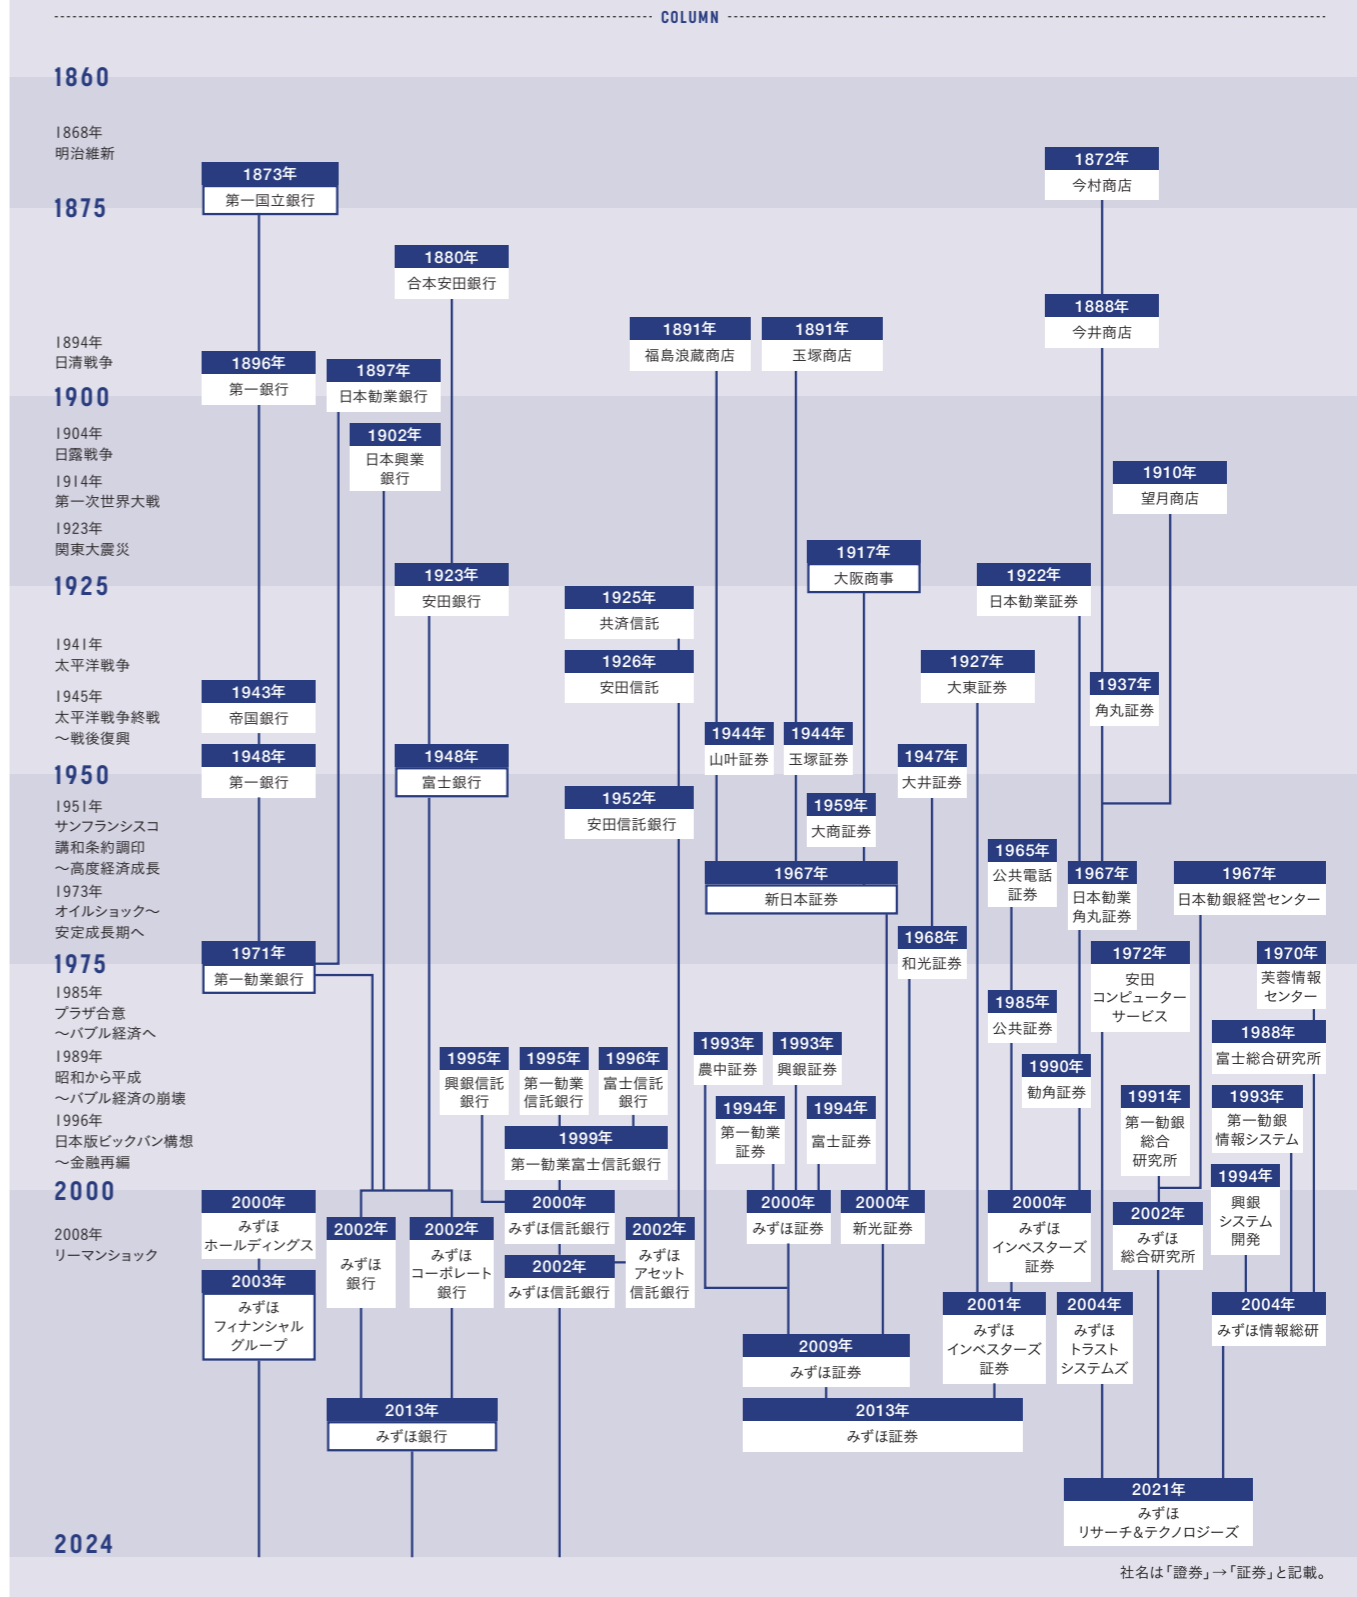 COLUMN
1860
1868年
明治維新
1872年
今村商店
1873年
第一国立銀行
1875
1880年
合本安田銀行
1888年
今井商店
1891年
福島浪蔵商店
1891年
玉塚商店
1894年
日清戦争
1896年
第一銀行
1897年
日本勧業銀行
1900
1902年
日本興業
銀行
1904年
日露戦争
1910年
望月商店
1914年
第一次世界大戦
1923年
関東大震災
1917年
大阪商事
1923年
安田銀行
1922年
日本勧業証券
1925
1925年
共済信託
1941年
太平洋戦争
1926年
安田信託
1927年
大東証券
1937年
角丸証券
1945年
太平洋戦争終戦
～戦後復興
1943年
帝国銀行
1944年
山叶証券
1944年
玉塚証券
1948年
第一銀行
1948年
富士銀行
1947年
大井証券
1950
1952年
安田信託銀行
1959年
大商証券
1951年
サンフランシスコ
講和条約調印
～高度経済成長
1965年
公共電話
証券
1967年
新日本証券
1967年
日本勧業
角丸証券
1967年
日本勧銀経営センター
1973年
オイルショック～
安定成長期へ
1968年
和光証券
1971年
第一勧業銀行
1972年
安田
コンピューター
サービス
1970年
芙蓉情報
センター
1975
1985年
プラザ合意
～バブル経済へ
1985年
公共証券
1988年
富士総合研究所
1989年
昭和から平成
～バブル経済の崩壊
1995年
興銀信託
銀行
1995年
第一勧業
信託銀行
1996年
富士信託
銀行
1993年
農中証券
1993年
興銀証券
1990年
勧角証券
1994年
第一勧業
証券
1994年
富士証券
1991年
第一勧銀
総合
研究所
1993年
第一勧銀
情報システム
1996年
日本版ビックバン構想
～金融再編
1999年
第一勧業富士信託銀行
1994年
興銀
システム
開発
2000
2000年
みずほ
ホールディングス
2000年
みずほ信託銀行
2000年
みずほ証券
2000年
新光証券
2000年
みずほ
インベスターズ
証券
2002年
みずほ
総合研究所
2008年
リーマンショック
2002年
みずほ
銀行
2002年
みずほ
コーポレート
銀行
2002年
みずほ
アセット
信託銀行
2002年
みずほ信託銀行
2003年
みずほ
フィナンシャル
グループ
2001年
みずほ
インベスターズ
証券
2004年
みずほ
トラスト
システムズ
2004年
みずほ情報総研
2009年
みずほ証券
2013年
みずほ銀行
2013年
みずほ証券
2021年
みずほ
リサーチ&テクノロジーズ
2024
社名は「證券」→「証券」と記載。